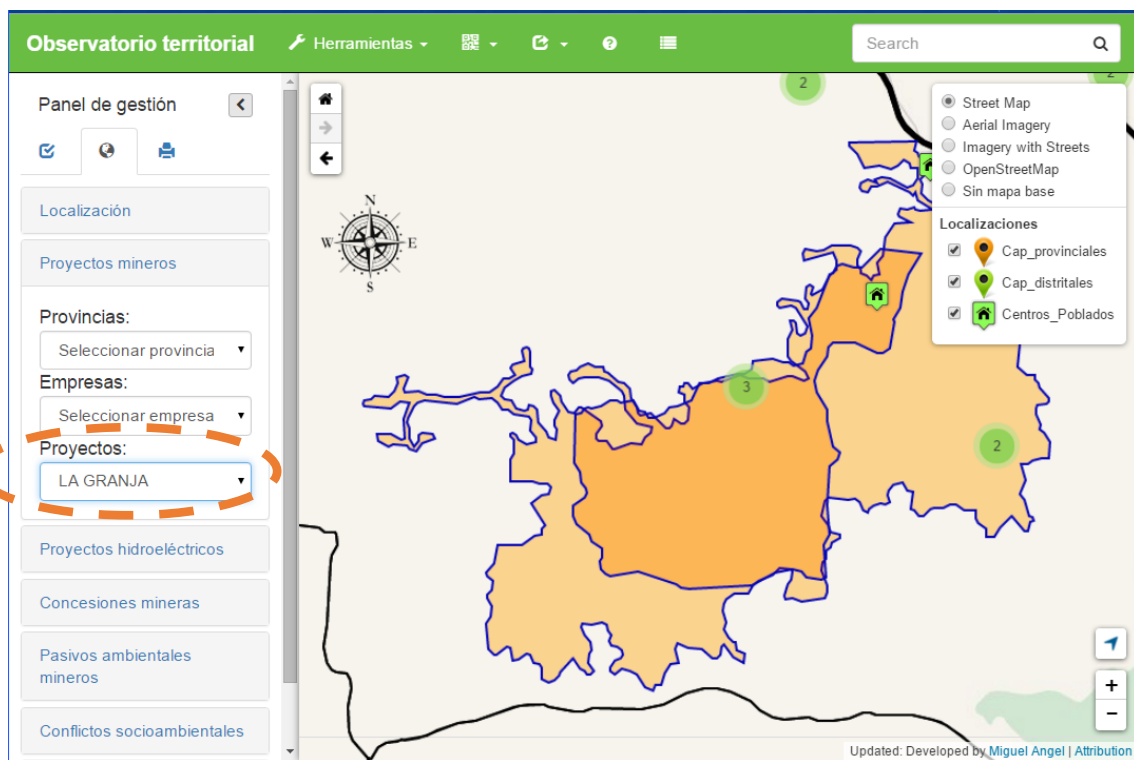 Observatorio territorial
Herramientas
Search
Panel de gestión
Localización
Proyectos mineros
Provincias:
Seleccionar provincia
Empresas:
Seleccionar empresa
Proyectos:
LA GRANJA
Proyectos hidroeléctricos
Concesiones mineras
Pasivos ambientales
mineros
Conflictos socioambientales
N
W
E
S
2
2
3
2
Street Map
Aerial Imagery
Imagery with Streets
OpenStreetMap
Sin mapa base
Localizaciones
Cap_provinciales
Cap_distritales
Centros_Poblados
+
−
Updated: Developed by Miguel Angel | Attribution